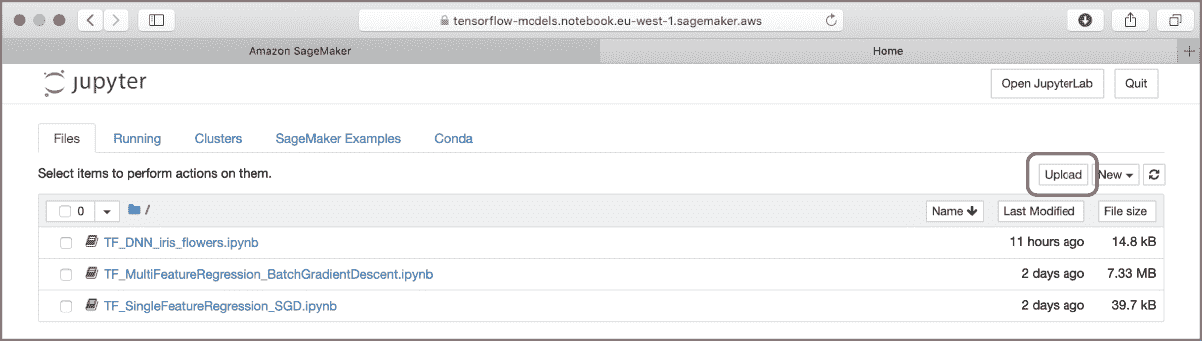 tensorflow-mcdels.notebook.eu-west-1.sagemaker.aws
Amazon SageMaker Home
jupyter Open JupyterLab Quit
Files Running Clusters SageMaker Examples Conda
Select items to perform actions on them. Upload New
0 / Name Last Modified File size
TF_DNN_iris_flowers.ipynb 11 hours ago 14.8 kB
TF_MultiFeatureRegression_BatchGradientDescent.ipynb 2 days ago 7.33 MB
TF_SingleFeatureRegression_SGD.ipynb 2 days ago 39.7 kB